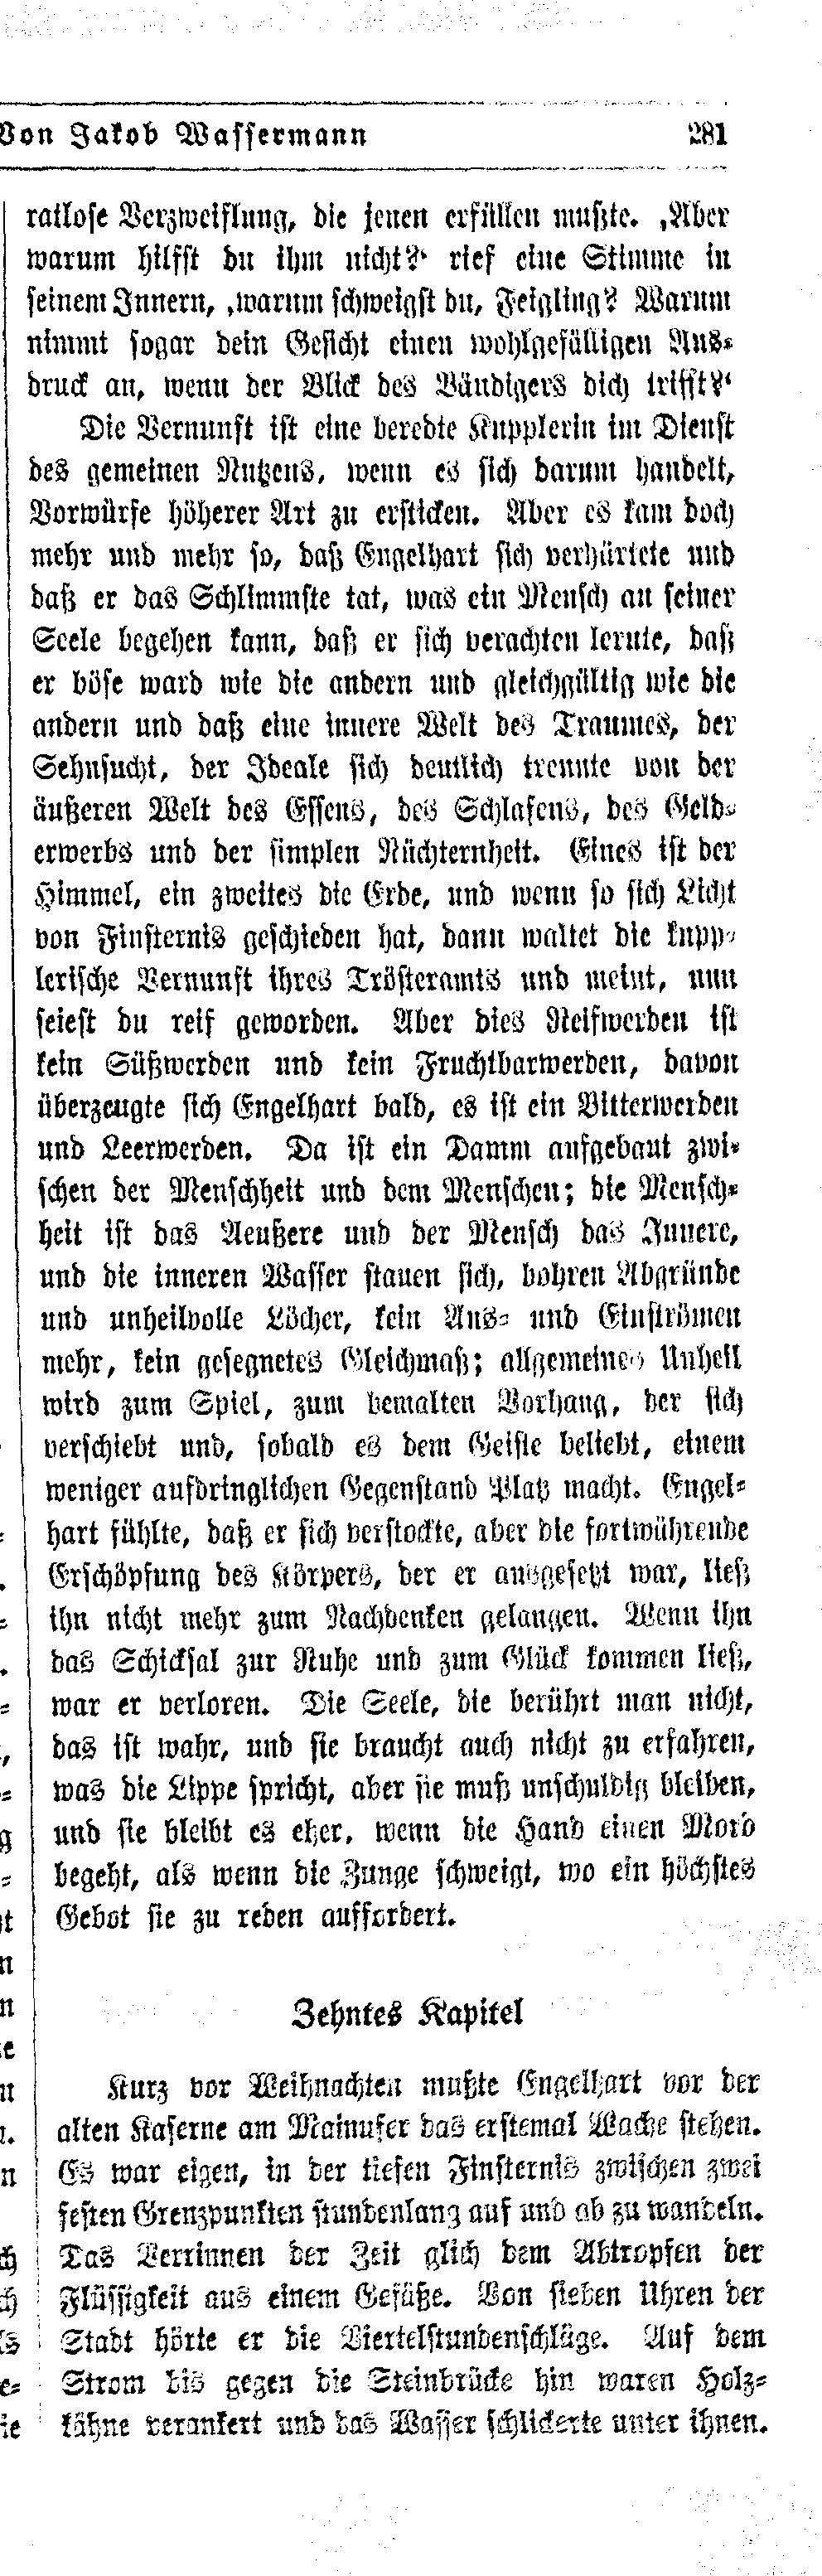 Von Jakob Wassermann 281
ratlose Verzweiflung, die jenen erfüllen mußte. ‚Aber
warum hilfst du ihm nicht?‘ rief eine Stimme in
seinem Innern, ‚warum schweigst du, Feigling? Warum
nimmt sogar dein Gesicht einen wohlgefälligen Aus-
druck an, wenn der Blick des Bändigers dich trifft?‘
Die Vernunft ist eine beredte Kupplerin im Dienst
des gemeinen Nutzens, wenn es sich darum handelt,
Vorwürfe höherer Art zu ersticken. Aber es kam doch
mehr und mehr so, daß Engelhart sich verhärtete und
daß er das Schlimmste tat, was ein Mensch an seiner
Seele begehen kann, daß er sich verachten lernte, daß
er böse ward wie die andern und gleichgültig wie die
andern und daß eine innere Welt des Traumes, der
Sehnsucht, der Ideale sich deutlich trennte von der
äußeren Welt des Essens, des Schlafens, des Geld-
erwerbs und der simplen Nüchternheit. Eines ist der
Himmel, ein zweites die Erde, und wenn so sich Licht
von Finsternis geschieden hat, dann waltet die kupp-
lerische Vernunft ihres Trösteramts und meint, nun
seiest du reif geworden. Aber dies Reifwerden ist
kein Süßwerden und kein Fruchtbarwerden, davon
überzeugte sich Engelhart bald, es ist ein Bitterwerden
und Leerwerden. Da ist ein Damm aufgebaut zwi-
schen der Menschheit und dem Menschen; die Mensch-
heit ist das Aeußere und der Mensch das Innere,
und die inneren Wasser stauen sich, bohren Abgründe
und unheilvolle Löcher, kein Aus- und Einströmen
mehr, kein gesegnetes Gleichmaß; allgemeines Unheil
wird zum Spiel, zum bemalten Vorhang, der sich
verschiebt und, sobald es dem Geiste beliebt, einem
weniger aufdringlichen Gegenstand Platz macht. Engel-
hart fühlte, daß er sich verstockte, aber die fortwährende
Erschöpfung des Körpers, der er ausgesetzt war, ließ
ihn nicht mehr zum Nachdenken gelangen. Wenn ihn
das Schicksal zur Ruhe und zum Glück kommen ließ,
war er verloren. Die Seele, die berührt man nicht,
das ist wahr, und sie braucht auch nicht zu erfahren,
was die Lippe spricht, aber sie muß unschuldig bleiben,
und sie bleibt es eher, wenn die Hand einen Mord
begeht, als wenn die Zunge schweigt, wo ein höchstes
Gebot sie zu reden auffordert.
Zehntes Kapitel
Kurz vor Weihnachten mußte Engelhart vor der
alten Kaserne am Mainufer das erstemal Wache stehen.
Es war eigen, in der tiefen Finsternis zwischen zwei
festen Grenzpunkten stundenlang auf und ab zu wandeln.
Das Verrinnen der Zeit glich dem Abtropfen der
Flüssigkeit aus einem Gefäße. Von sieben Uhren der
Stadt hörte er die Viertelstundenschläge. Auf dem
Strom bis gegen die Steinbrücke hin waren Holz-
kähne verankert und das Wasser schlickerte unter ihnen.